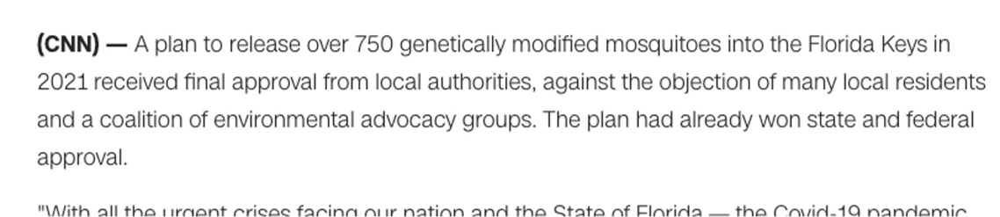 (CNN) — A plan to release over 750 genetically modified mosquitoes into the Florida Keys in
2021 received final approval from local authorities, against the objection of many local residents
and a coalition of environmental advocacy groups. The plan had already won state and federal
approval.
"With all the urgent crises facing our nation and the State of Florida — the Covid-19 pandemic,